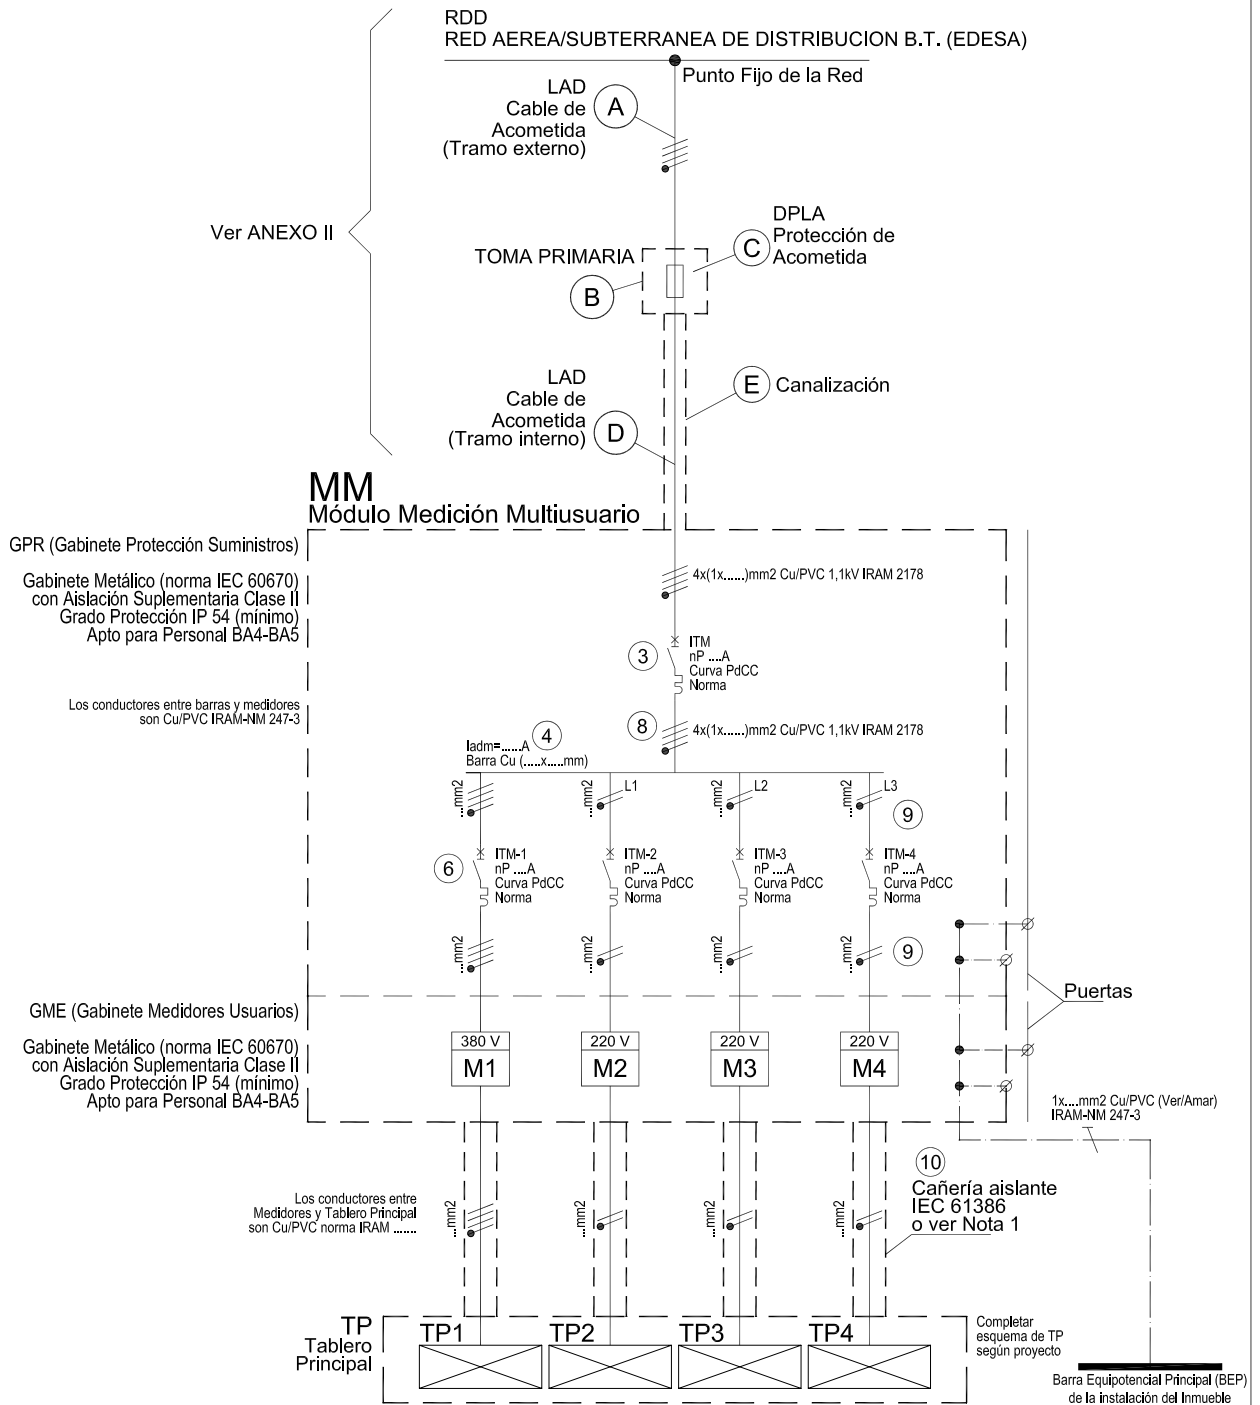 RDD
RED AEREA/SUBTERRANEA DE DISTRIBUCION B.T. (EDESA)
Punto Fijo de la Red
LAD
Cable de
Acometida
(Tramo externo)
A
Ver ANEXO II
DPLA
Protección de
Acometida
C
TOMA PRIMARIA
B
LAD
Cable de
Acometida
(Tramo interno)
D
E
Canalización
MM
Módulo Medición Multiusuario
GPR (Gabinete Protección Suministros)
Gabinete Metálico (norma IEC 60670)
con Aislación Suplementaria Clase II
Grado Protección IP 54 (mínimo)
Apto para Personal BA4-BA5
4x(1x......)mm2 Cu/PVC 1,1kV IRAM 2178
3
ITM
nP ....A
Curva PdCC
Norma
Los conductores entre barras y medidores
son Cu/PVC IRAM-NM 247-3
8
4x(1x......)mm2 Cu/PVC 1,1kV IRAM 2178
4
Iadm=......A
Barra Cu (....x....mm)
...mm2
...mm2
L1
...mm2
L2
...mm2
L3
9
6
ITM-1
nP ....A
Curva PdCC
Norma
ITM-2
nP ....A
Curva PdCC
Norma
ITM-3
nP ....A
Curva PdCC
Norma
ITM-4
nP ....A
Curva PdCC
Norma
...mm2
...mm2
...mm2
...mm2
9
Puertas
GME (Gabinete Medidores Usuarios)
Gabinete Metálico (norma IEC 60670)
con Aislación Suplementaria Clase II
Grado Protección IP 54 (mínimo)
Apto para Personal BA4-BA5
380 V
M1
220 V
M2
220 V
M3
220 V
M4
1x....mm2 Cu/PVC (Ver/Amar)
IRAM-NM 247-3
10
Cañería aislante
IEC 61386
o ver Nota 1
Los conductores entre
Medidores y Tablero Principal
son Cu/PVC norma IRAM ......
...mm2
...mm2
...mm2
...mm2
TP
Tablero
Principal
TP1
TP2
TP3
TP4
Completar
esquema de TP
según proyecto
Barra Equipotencial Principal (BEP)
de la instalación del Inmueble